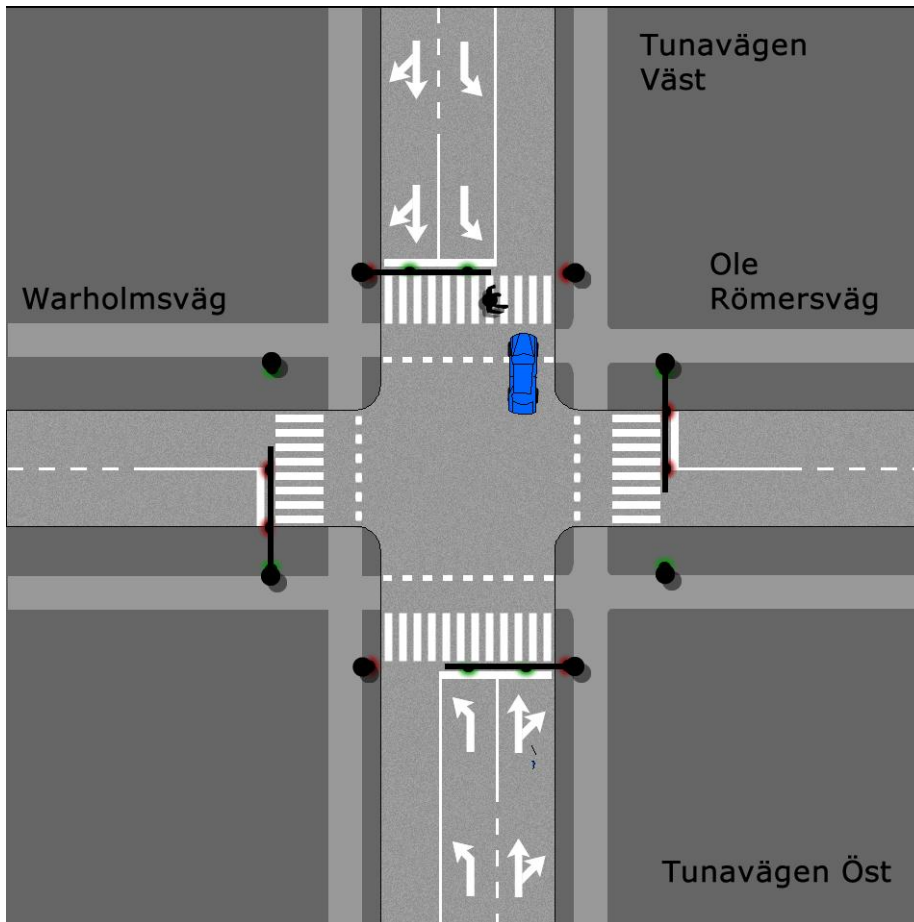 Tunavägen
Väst
Ole
Römersväg
Warholmsväg
Tunavägen Öst